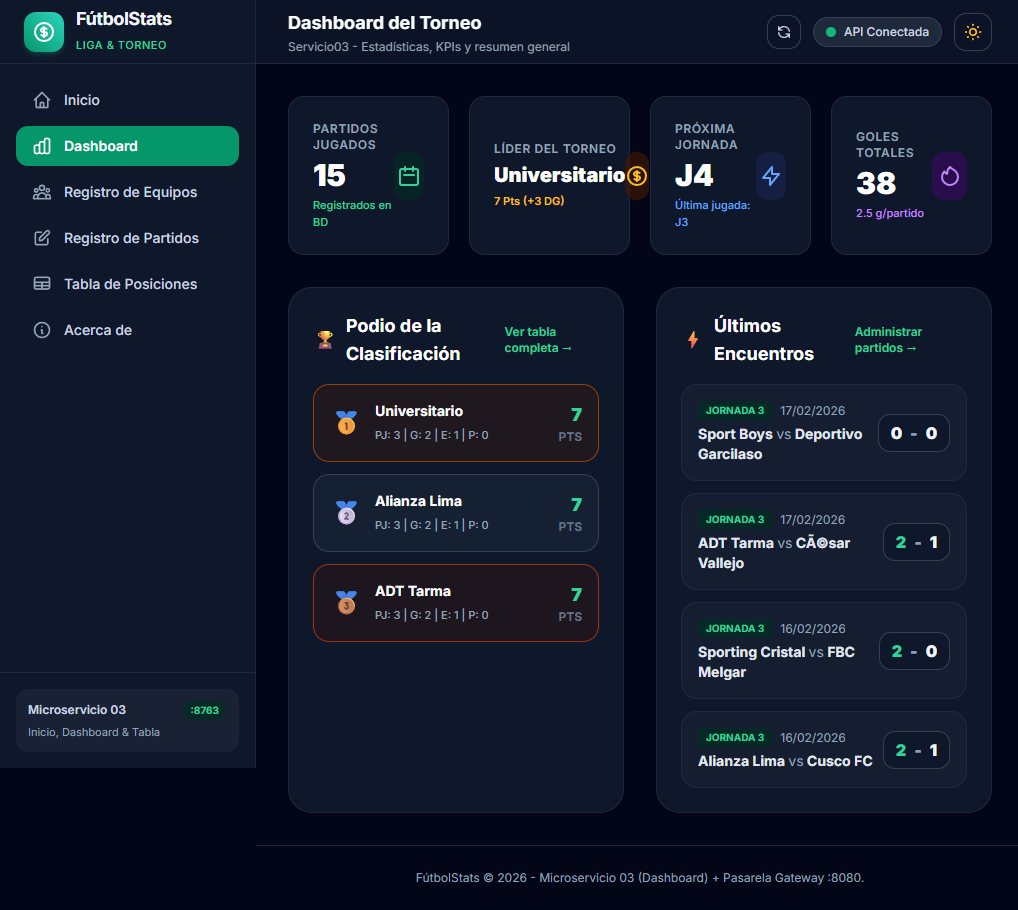 FútbolStats
LIGA & TORNEO
Inicio
Dashboard
Registro de Equipos
Registro de Partidos
Tabla de Posiciones
Acerca de
Microservicio 03
:8763
Inicio, Dashboard & Tabla
Dashboard del Torneo
Servicio03 - Estadísticas, KPIs y resumen general
API Conectada
PARTIDOS
JUGADOS
15
Registrados en
BD
LÍDER DEL TORNEO
Universitario
7 Pts (+3 DG)
PRÓXIMA
JORNADA
J4
Última jugada:
J3
GOLES
TOTALES
38
2.5 g/partido
Podio de la
Clasificación
Ver tabla
completa →
1
Universitario
PJ: 3 | G: 2 | E: 1 | P: 0
7
PTS
2
Alianza Lima
PJ: 3 | G: 2 | E: 1 | P: 0
7
PTS
3
ADT Tarma
PJ: 3 | G: 2 | E: 1 | P: 0
7
PTS
Últimos
Encuentros
Administrar
partidos →
JORNADA 3 17/02/2026
Sport Boys vs Deportivo
Garcilaso
0 - 0
JORNADA 3 17/02/2026
ADT Tarma vs CÃ©sar
Vallejo
2 - 1
JORNADA 3 16/02/2026
Sporting Cristal vs FBC
Melgar
2 - 0
JORNADA 3 16/02/2026
Alianza Lima vs Cusco FC
2 - 1
FútbolStats © 2026 - Microservicio 03 (Dashboard) + Pasarela Gateway :8080.